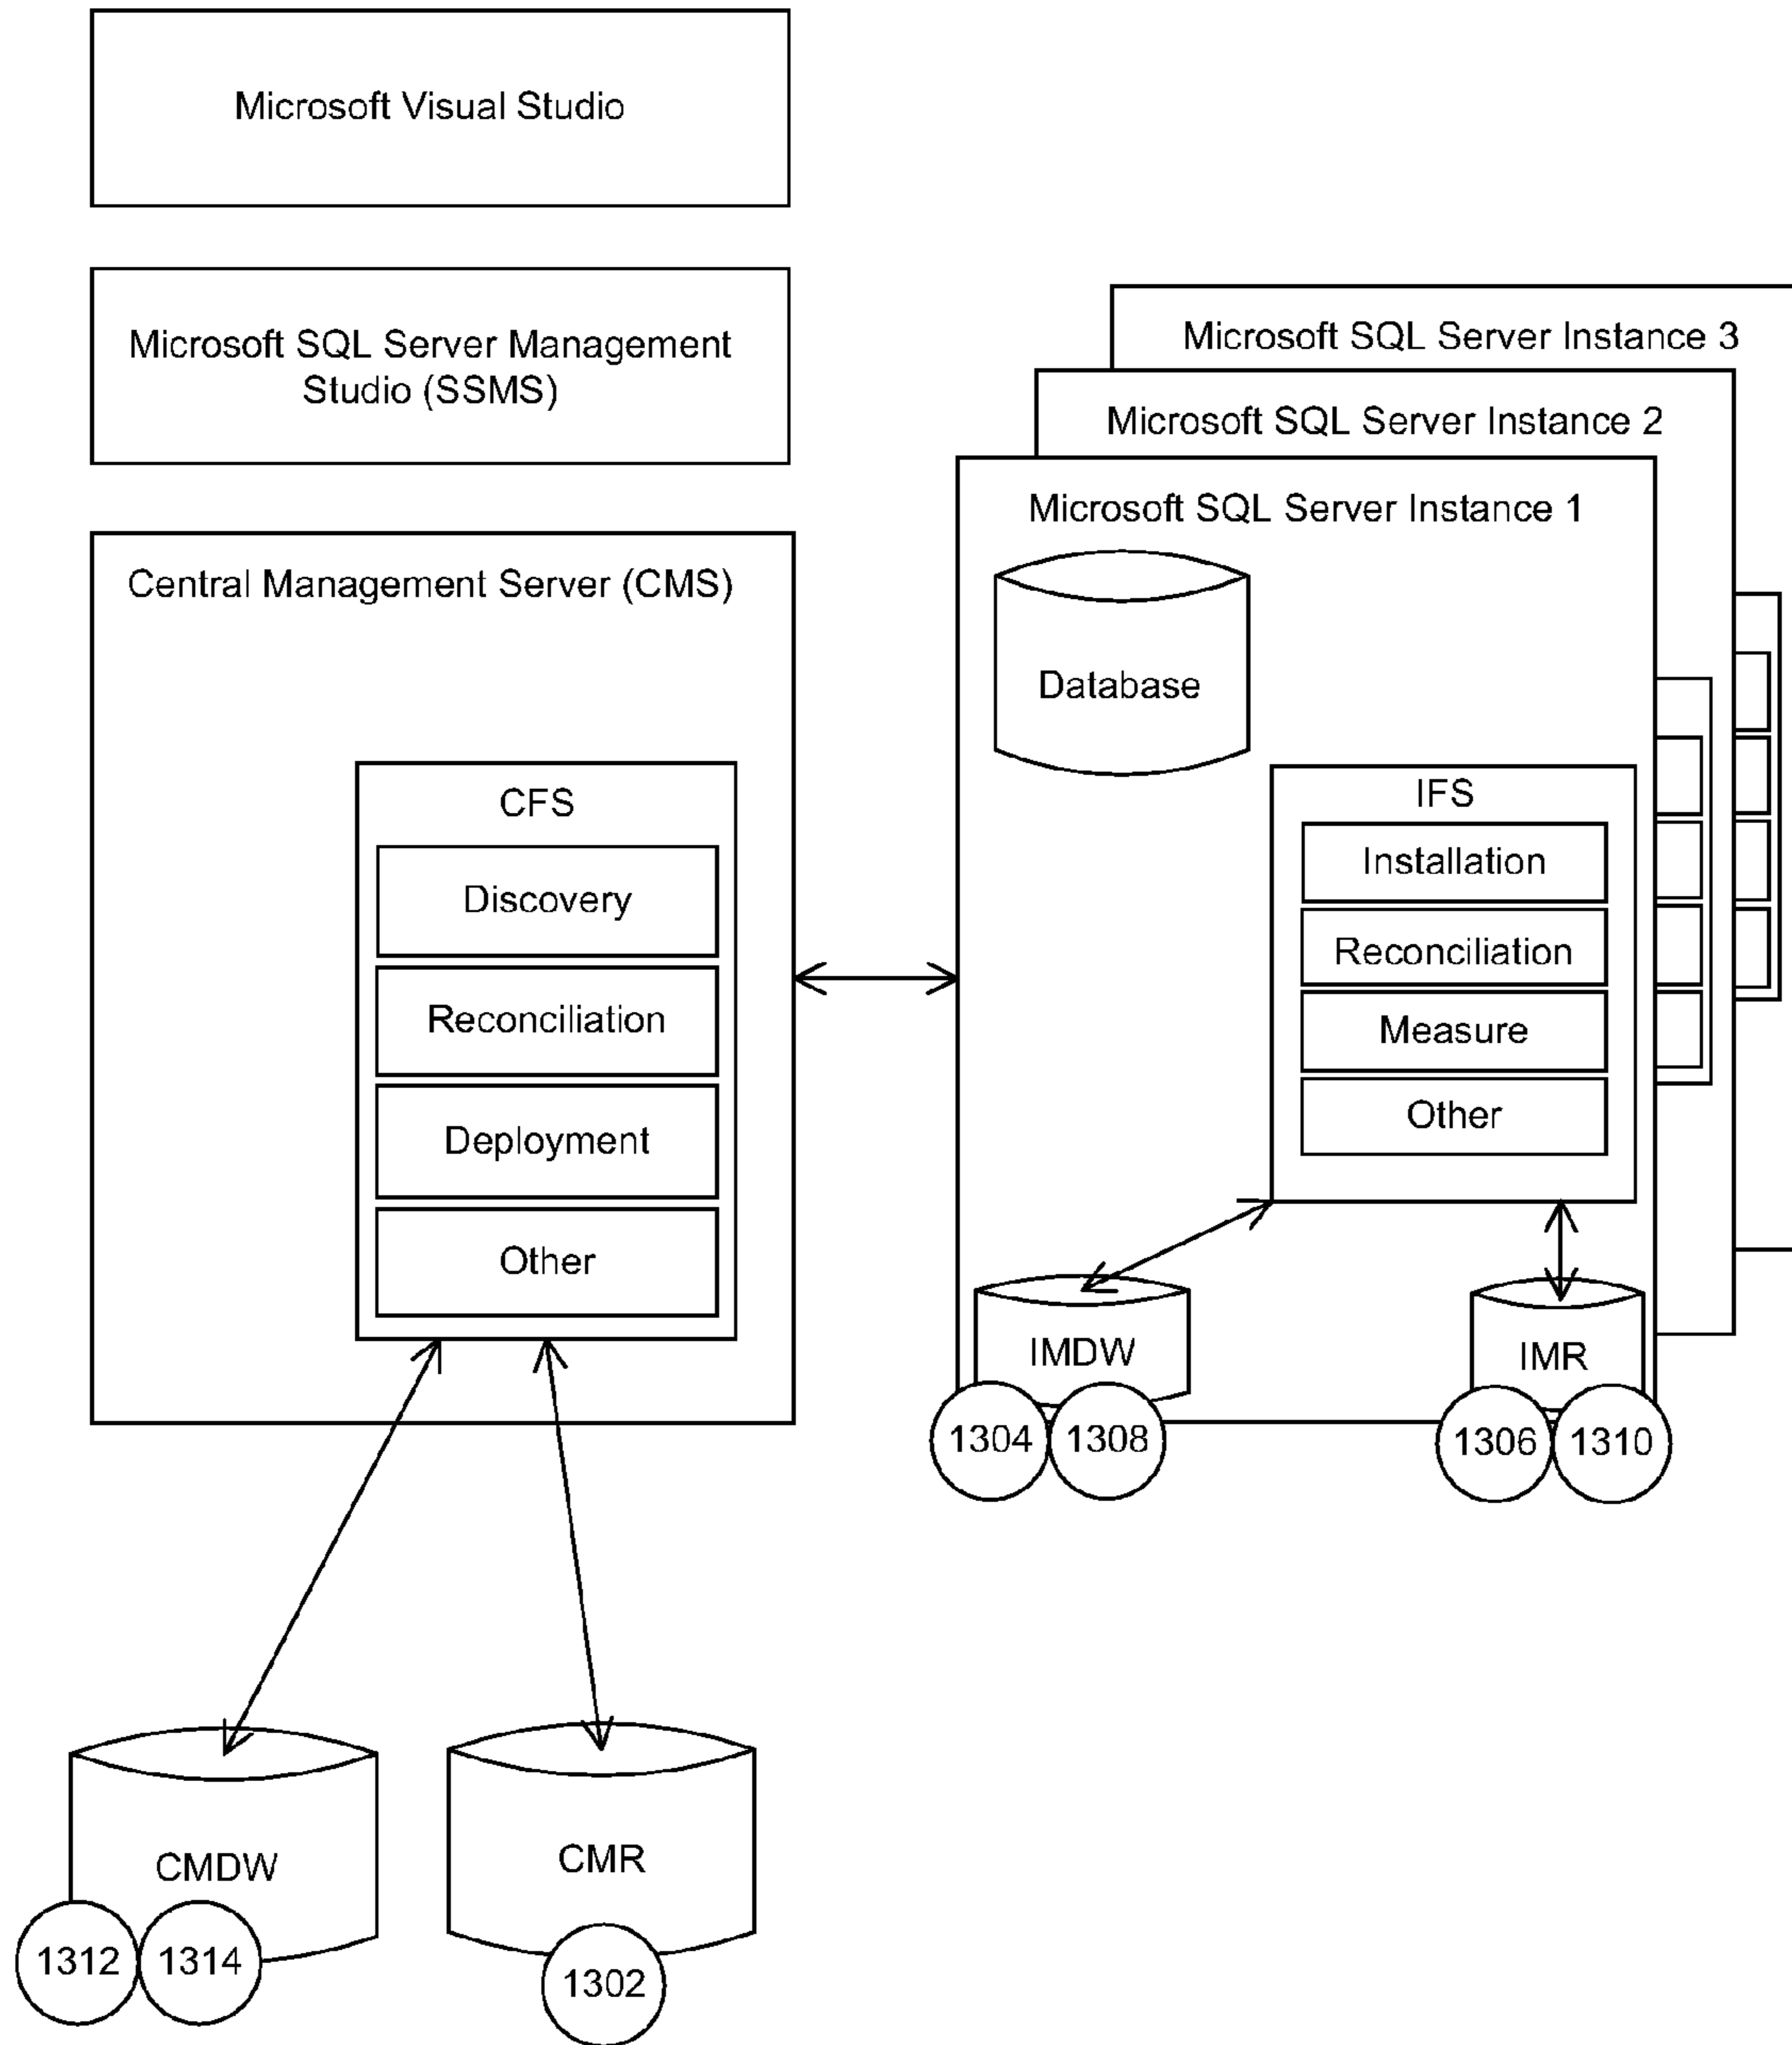 Microsoft Visual Studio
Microsoft SQL Server Management
Studio (SSMS)
Central Management Server (CMS)
CFS
Discovery
Reconciliation
Deployment
Other
Microsoft SQL Server Instance 3
Microsoft SQL Server Instance 2
Microsoft SQL Server Instance 1
Database
IFS
Installation
Reconciliation
Measure
Other
IMDW
IMR
1304
1308
1306
1310
CMDW
CMR
1312
1314
1302